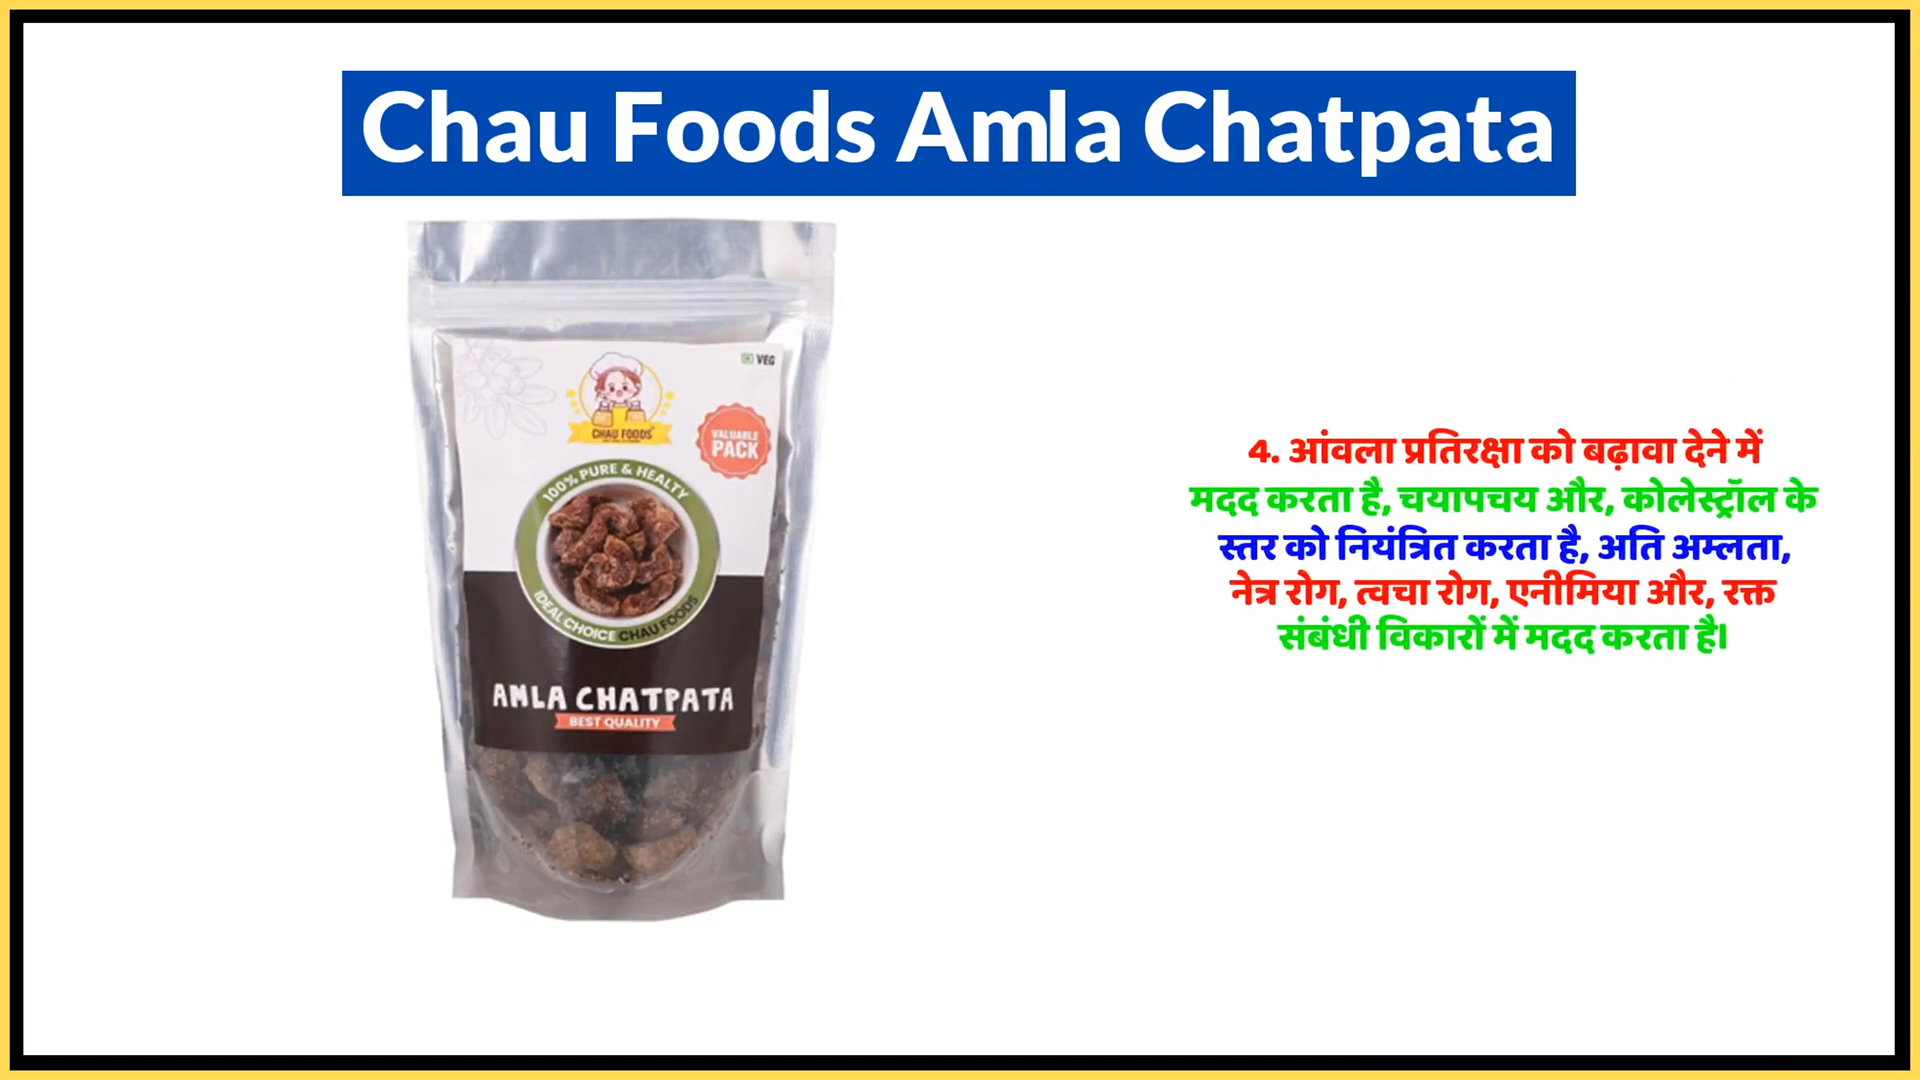 Chau Foods Amla Chatpata
VEG
CHAU FOODS
VALUABLE
PACK
100% PURE & HEALTY
IDEAL CHOICE CHAU FOODS
AMLA CHATPATA
BEST QUALITY
4. आंवला प्रतिरक्षा को बढ़ावा देने में
मदद करता है, चयापचय और, कोलेस्ट्रॉल के
स्तर को नियंत्रित करता है, अति अम्लता,
नेत्र रोग, त्वचा रोग, एनीमिया और, रक्त
संबंधी विकारों में मदद करता है।